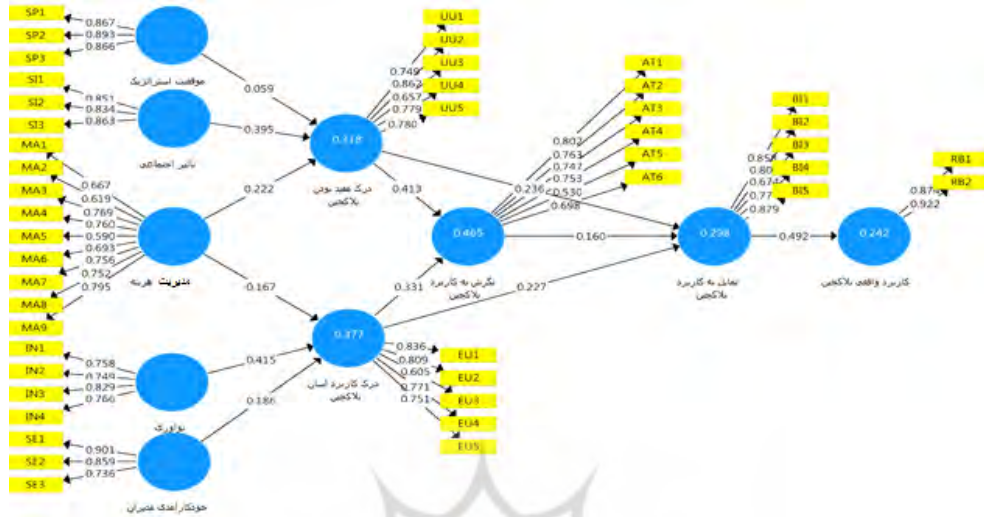 SP1
SP2
SP3
0.867
0.893
0.866
موقعیت استراتژیک
SI1
SI2
SI3
0.851
0.834
0.863
تاثیر اجتماعی
MA1
MA2
MA3
MA4
MA5
MA6
MA7
MA8
MA9
0.667
0.619
0.769
0.760
0.590
0.693
0.756
0.752
0.795
مدیریت هزینه
IN1
IN2
IN3
IN4
0.758
0.749
0.829
0.766
نوآوری
SE1
SE2
SE3
0.901
0.859
0.736
خودکارآمدی مدیران
0.059
0.395
0.222
0.167
0.415
0.186
0.318
درک مفید بودن
بلاکچین
UU1
UU2
UU3
UU4
UU5
0.749
0.862
0.657
0.779
0.780
0.377
درک کاربرد آسان
بلاکچین
EU1
EU2
EU3
EU4
EU5
0.836
0.809
0.605
0.771
0.751
0.413
0.331
0.236
0.160
0.227
0.465
نگرش به کاربرد
بلاکچین
AT1
AT2
AT3
AT4
AT5
AT6
0.802
0.763
0.747
0.753
0.530
0.698
0.298
تمایل به کاربرد
بلاکچین
BI1
BI2
BI3
BI4
BI5
0.879
0.492
0.242
کاربرد واقعی بلاکچین
RB1
RB2
0.922